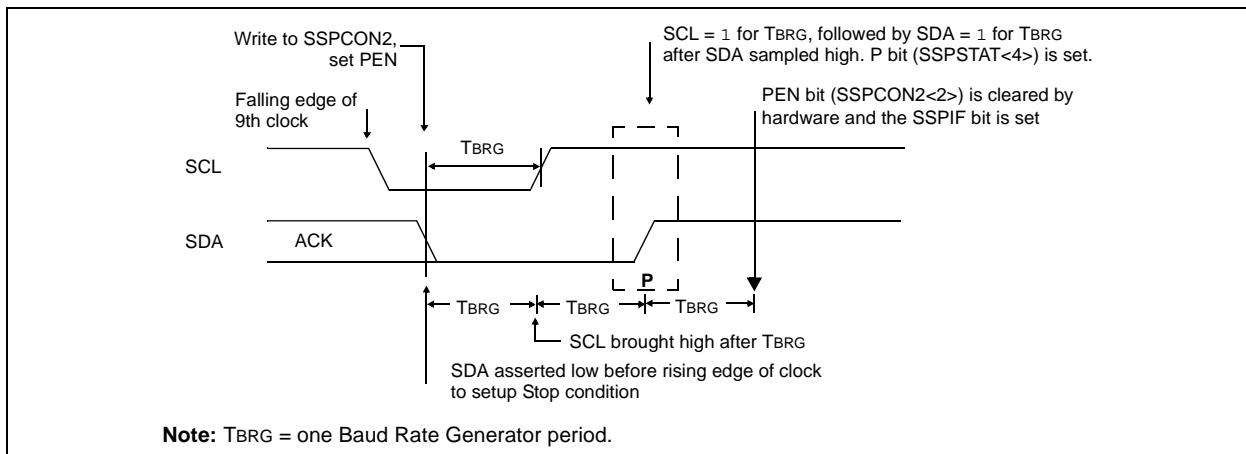 Write to SSPCON2,
set PEN
SCL = 1 for TBRG, followed by SDA = 1 for TBRG
after SDA sampled high. P bit (SSPSTAT<4>) is set.
PEN bit (SSPCON2<2>) is cleared by
hardware and the SSPIF bit is set
Falling edge of
9th clock
TBRG
SCL
SDA
ACK
P
TBRG
TBRG
TBRG
SCL brought high after TBRG
SDA asserted low before rising edge of clock
to setup Stop condition
Note: TBRG = one Baud Rate Generator period.